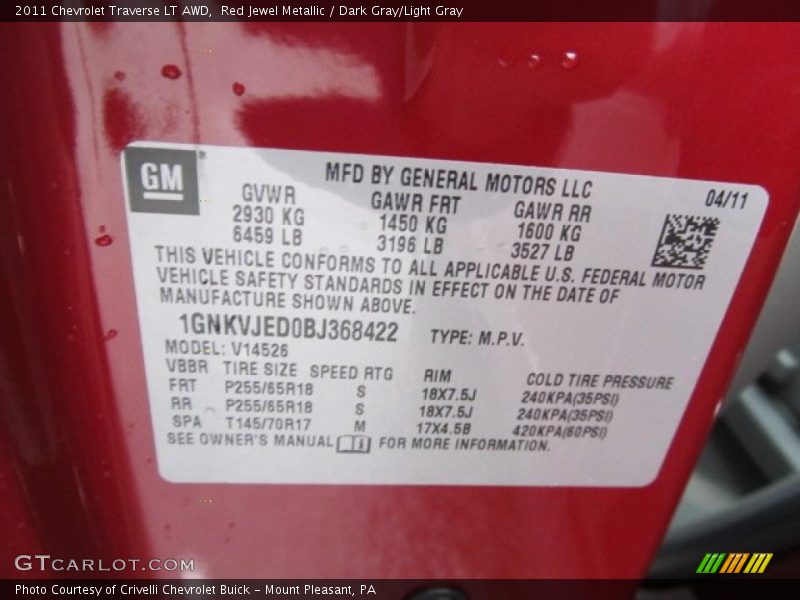 2011 Chevrolet Traverse LT AWD,  Red Jewel Metallic / Dark Gray/Light Gray
GM®
MFD BY GENERAL MOTORS LLC
04/11
GVWR GAWR FRT GAWR RR
2930 KG 1450 KG 1600 KG
6459 LB 3196 LB 3527 LB
THIS VEHICLE CONFORMS TO ALL APPLICABLE U.S. FEDERAL MOTOR
VEHICLE SAFETY STANDARDS IN EFFECT ON THE DATE OF
MANUFACTURE SHOWN ABOVE.
1GNKVJED0BJ368422 TYPE: M.P.V.
MODEL: V14526
VBBR TIRE SIZE SPEED RTG RIM COLD TIRE PRESSURE
FRT P255/65R18 S 18X7.5J 240KPA(35PSI)
RR P255/65R18 S 18X7.5J 240KPA(35PSI)
SPA T145/70R17 M 17X4.5B 420KPA(60PSI)
SEE OWNER'S MANUAL FOR MORE INFORMATION.
GTCARLOT.COM
Photo Courtesy of Crivelli Chevrolet Buick – Mount Pleasant, PA